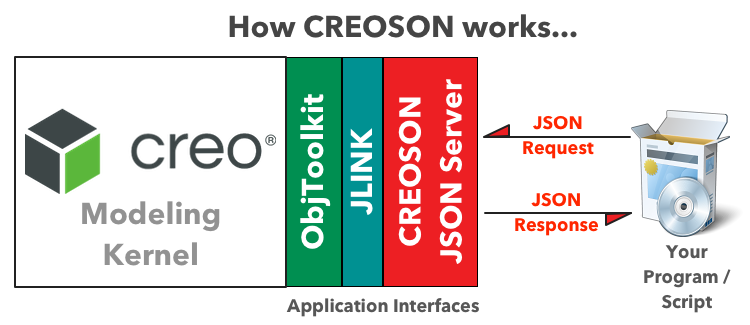 How CREOSON works...
creo®
Modeling
Kernel
ObjToolkit
JLINK
CREOSON
JSON Server
JSON
Request
JSON
Response
Your
Program /
Script
Application Interfaces